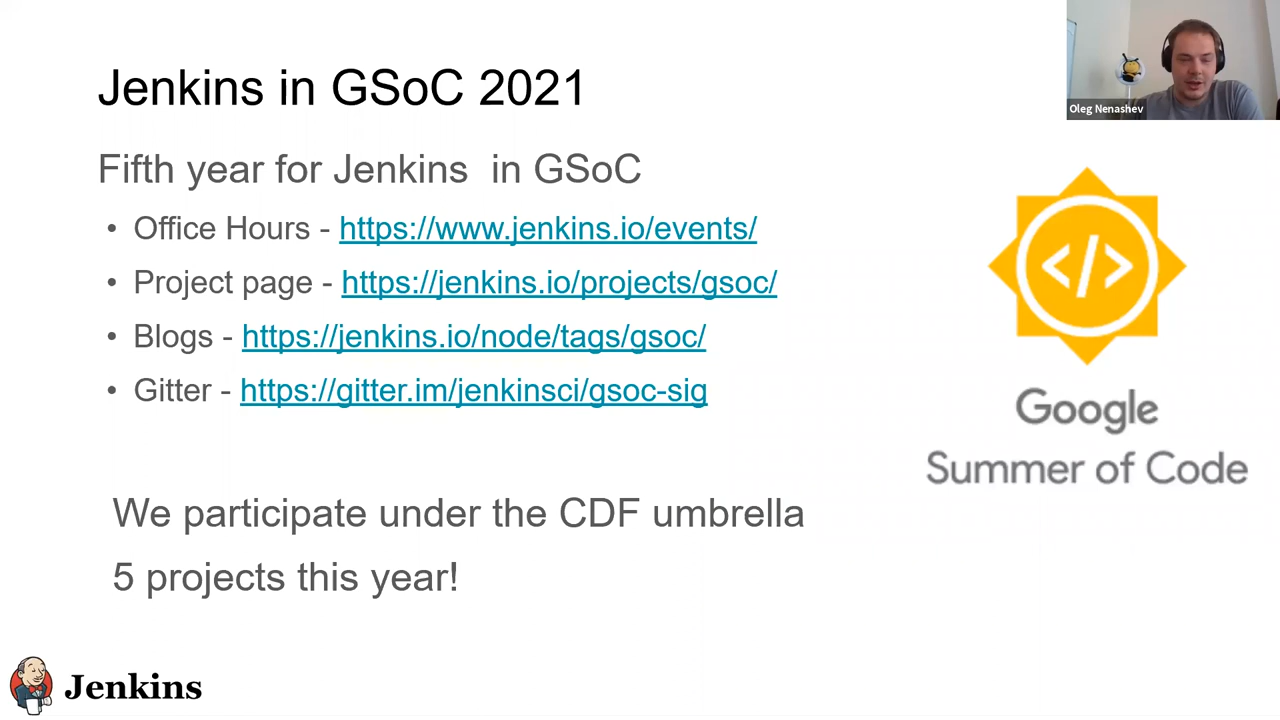 Jenkins in GSoC 2021
Oleg Nenashev
Fifth year for Jenkins in GSoC
• Office Hours - https://www.jenkins.io/events/
• Project page - https://jenkins.io/projects/gsoc/
• Blogs - https://jenkins.io/node/tags/gsoc/
• Gitter - https://gitter.im/jenkinsci/gsoc-sig
</>
Google
Summer of Code
We participate under the CDF umbrella
5 projects this year!
Jenkins